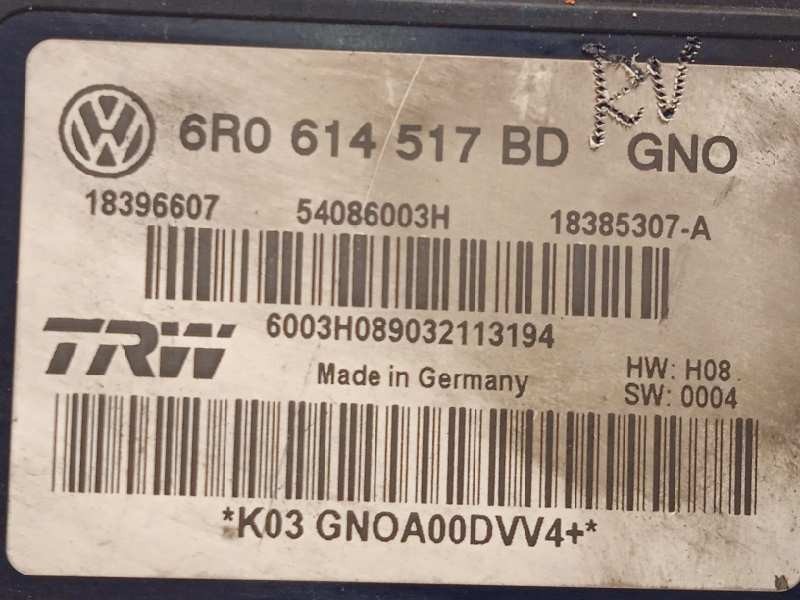 RV
6R0 614 517 BD GNO
18396607 54086003H 18385307-A
6003H089032113194
TRW
Made in Germany
HW: H08
SW: 0004
*K03 GNOA00DVV4+*